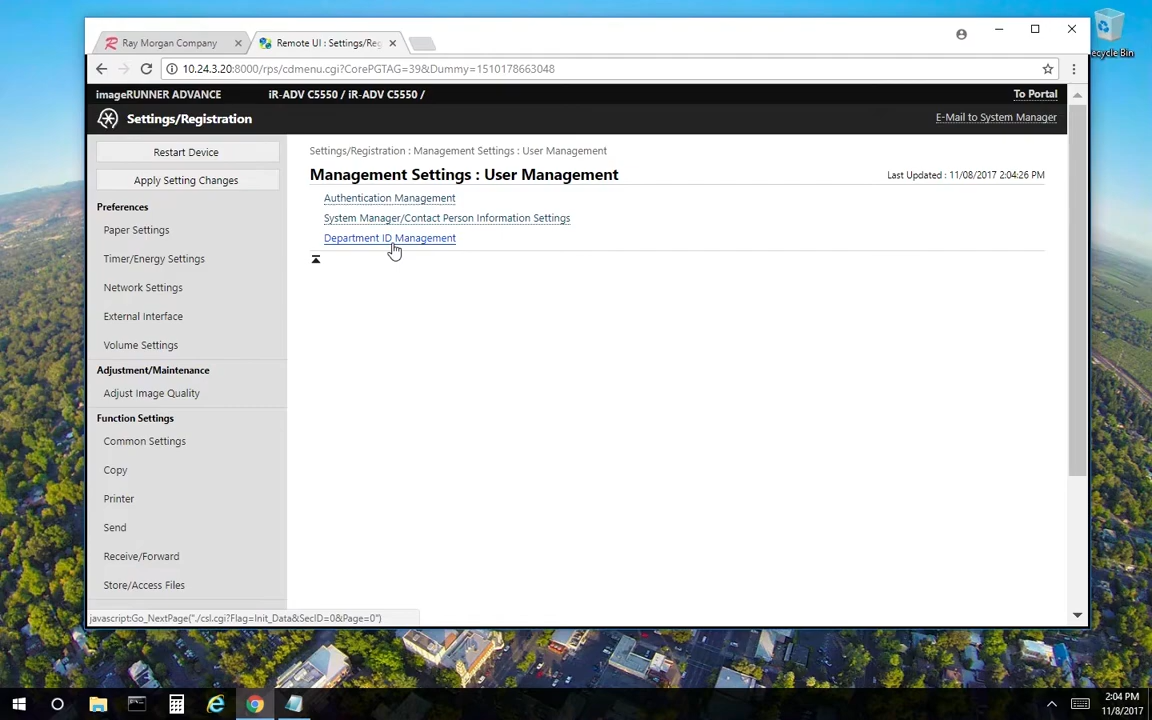 Ray Morgan Company
Remote UI : Settings/Reg
10.24.3.20:8000/rps/cdmenu.cgi?CorePGTAG=39&Dummy=1510178663048
ecycle Bin
imageRUNNER ADVANCE
iR-ADV C5550 / iR-ADV C5550 /
To Portal
Settings/Registration
E-Mail to System Manager
Restart Device
Apply Setting Changes
Preferences
Paper Settings
Timer/Energy Settings
Network Settings
External Interface
Volume Settings
Adjustment/Maintenance
Adjust Image Quality
Function Settings
Common Settings
Copy
Printer
Send
Receive/Forward
Store/Access Files
Settings/Registration : Management Settings : User Management
Management Settings : User Management
Last Updated : 11/08/2017 2:04:26 PM
Authentication Management
System Manager/Contact Person Information Settings
Department ID Management
javascript:Go_NextPage("./csl.cgi?Flag=Init_Data&SecID=0&Page=0")
2:04 PM
11/8/2017